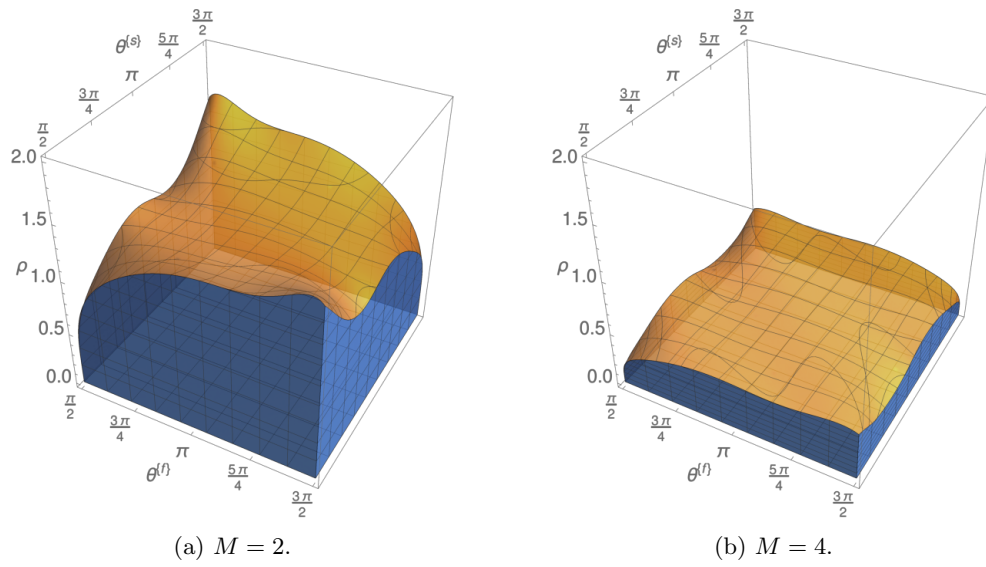 3π/2
5π/4
θ^{s}
π
3π/4
π/2
2.0
1.5
ρ 1.0
0.5
0.0
π/2
3π/4
π
θ^{f}
5π/4
3π/2
(a) M = 2.
3π/2
5π/4
θ^{s}
π
3π/4
π/2
2.0
1.5
ρ 1.0
0.5
0.0
π/2
3π/4
π
θ^{f}
5π/4
3π/2
(b) M = 4.